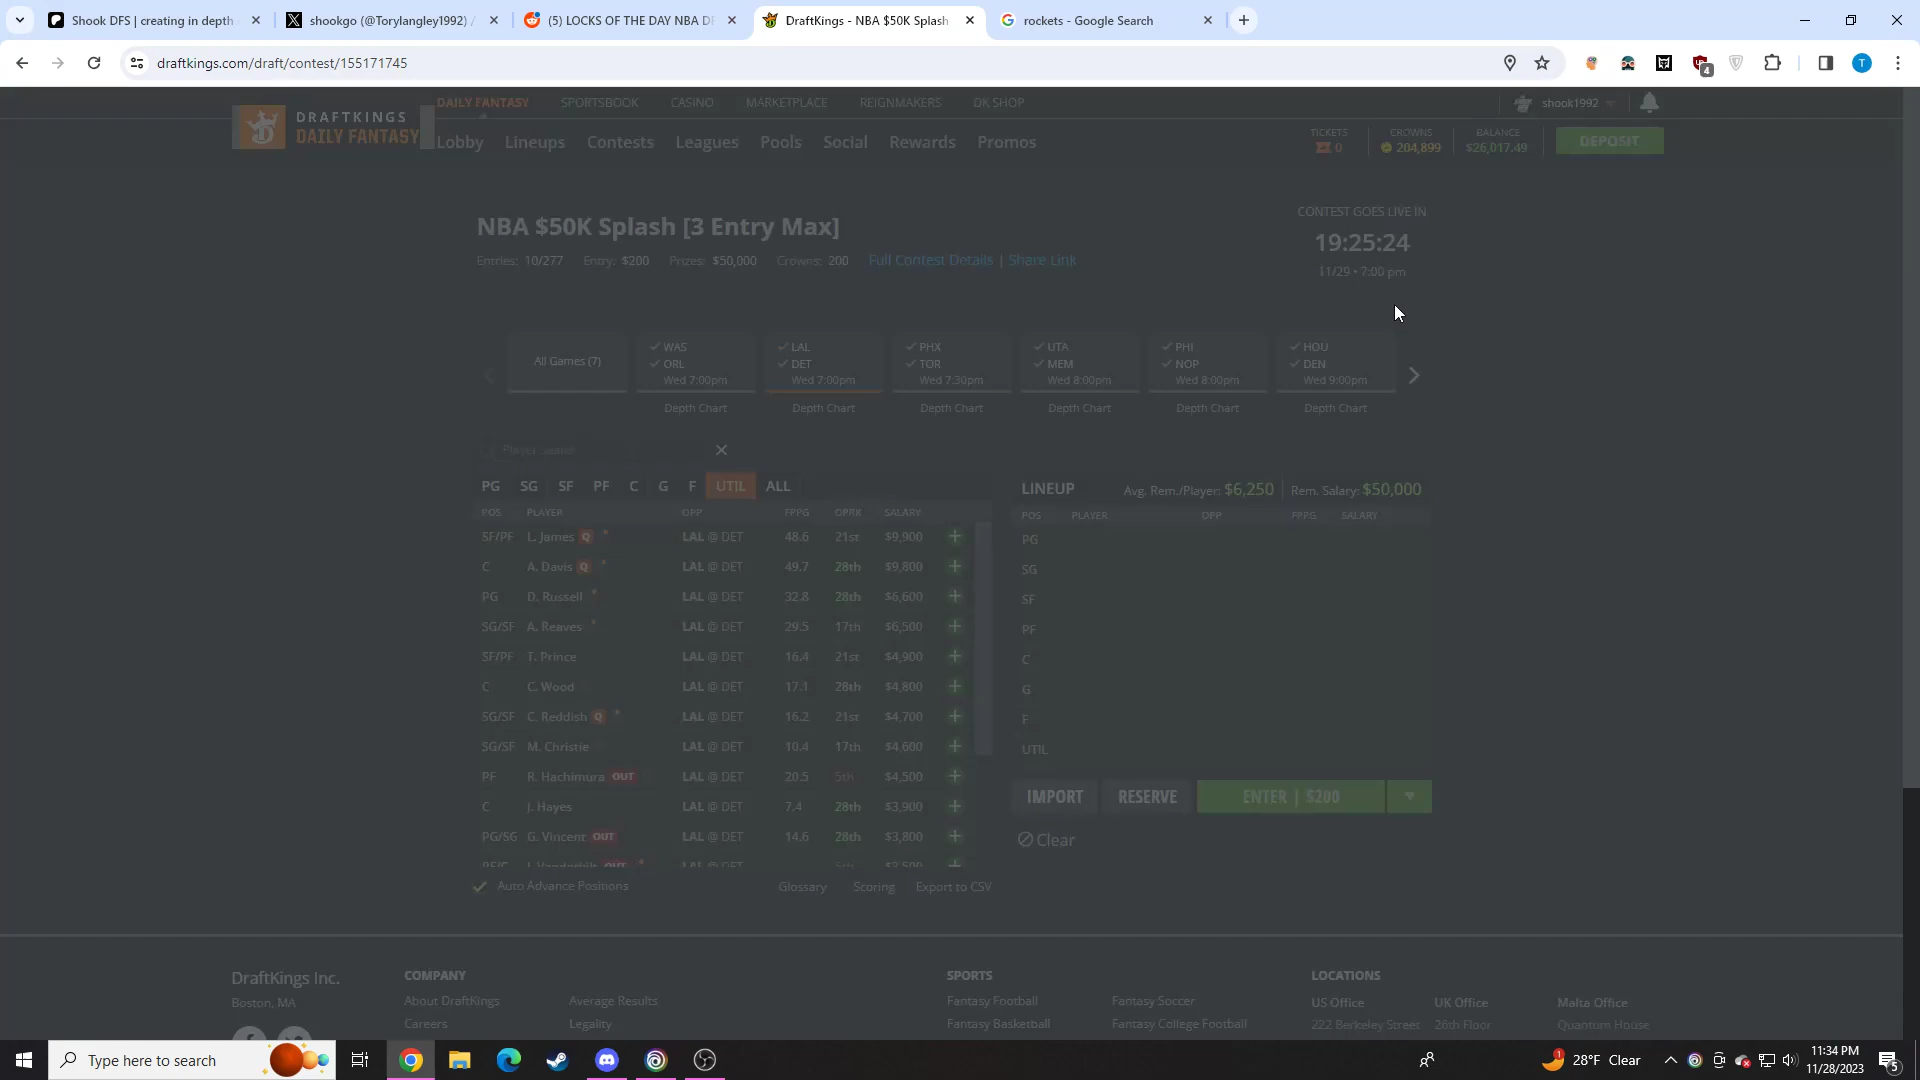 Shook DFS | creating in depth
shookgo (@Torylangley1992) /
(5) LOCKS OF THE DAY NBA DF
DraftKings - NBA $50K Splash
rockets - Google Search
draftkings.com/draft/contest/155171745
4
T
DRAFTKINGS
DAILY FANTASY
DAILY FANTASY SPORTSBOOK CASINO MARKETPLACE REIGNMAKERS DK SHOP
shook1992
Lobby Lineups Contests Leagues Pools Social Rewards Promos
TICKETS CROWNS BALANCE
0 204,899 $26,017.49
DEPOSIT
NBA $50K Splash [3 Entry Max]
Entries: 10/277 Entry: $200 Prizes: $50,000 Crowns: 200 Full Contest Details | Share Link
CONTEST GOES LIVE IN
19:25:24
11/29 • 7:00 pm
All Games (7)
WAS LAL PHX UTA PHI HOU
ORL DET TOR MEM NOP DEN
Wed 7:00pm Wed 7:00pm Wed 7:30pm Wed 8:00pm Wed 8:00pm Wed 9:00pm
Depth Chart Depth Chart Depth Chart Depth Chart Depth Chart Depth Chart
Player search
PG SG SF PF C G F UTIL ALL
POS PLAYER OPP FPPG OPRK SALARY
SF/PF L. James Q LAL @ DET 48.6 21st $9,900
C A. Davis Q LAL @ DET 49.7 28th $9,800
PG D. Russell LAL @ DET 32.8 28th $6,600
SG/SF A. Reaves LAL @ DET 29.5 17th $6,500
SF/PF T. Prince LAL @ DET 16.4 21st $4,900
C C. Wood LAL @ DET 17.1 28th $4,800
SG/SF C. Reddish Q LAL @ DET 16.2 21st $4,700
SG/SF M. Christie LAL @ DET 10.4 17th $4,600
PF R. Hachimura OUT LAL @ DET 20.5 5th $4,500
C J. Hayes LAL @ DET 7.4 28th $3,900
PG/SG G. Vincent OUT LAL @ DET 14.6 28th $3,800
PF/C J. Vanderbilt OUT LAL @ DET 5th $3,500
LINEUP Avg. Rem./Player: $6,250 Rem. Salary: $50,000
POS PLAYER OPP FPPG SALARY
PG
SG
SF
PF
C
G
F
UTIL
IMPORT RESERVE ENTER | $200
Clear
Auto Advance Positions Glossary Scoring Export to CSV
DraftKings Inc.
Boston, MA
COMPANY
About DraftKings Average Results
Careers Legality
SPORTS
Fantasy Football Fantasy Soccer
Fantasy Basketball Fantasy College Football
LOCATIONS
US Office UK Office Malta Office
222 Berkeley Street 26th Floor Quantum House
Type here to search
1
28°F Clear
11:34 PM
11/28/2023
5